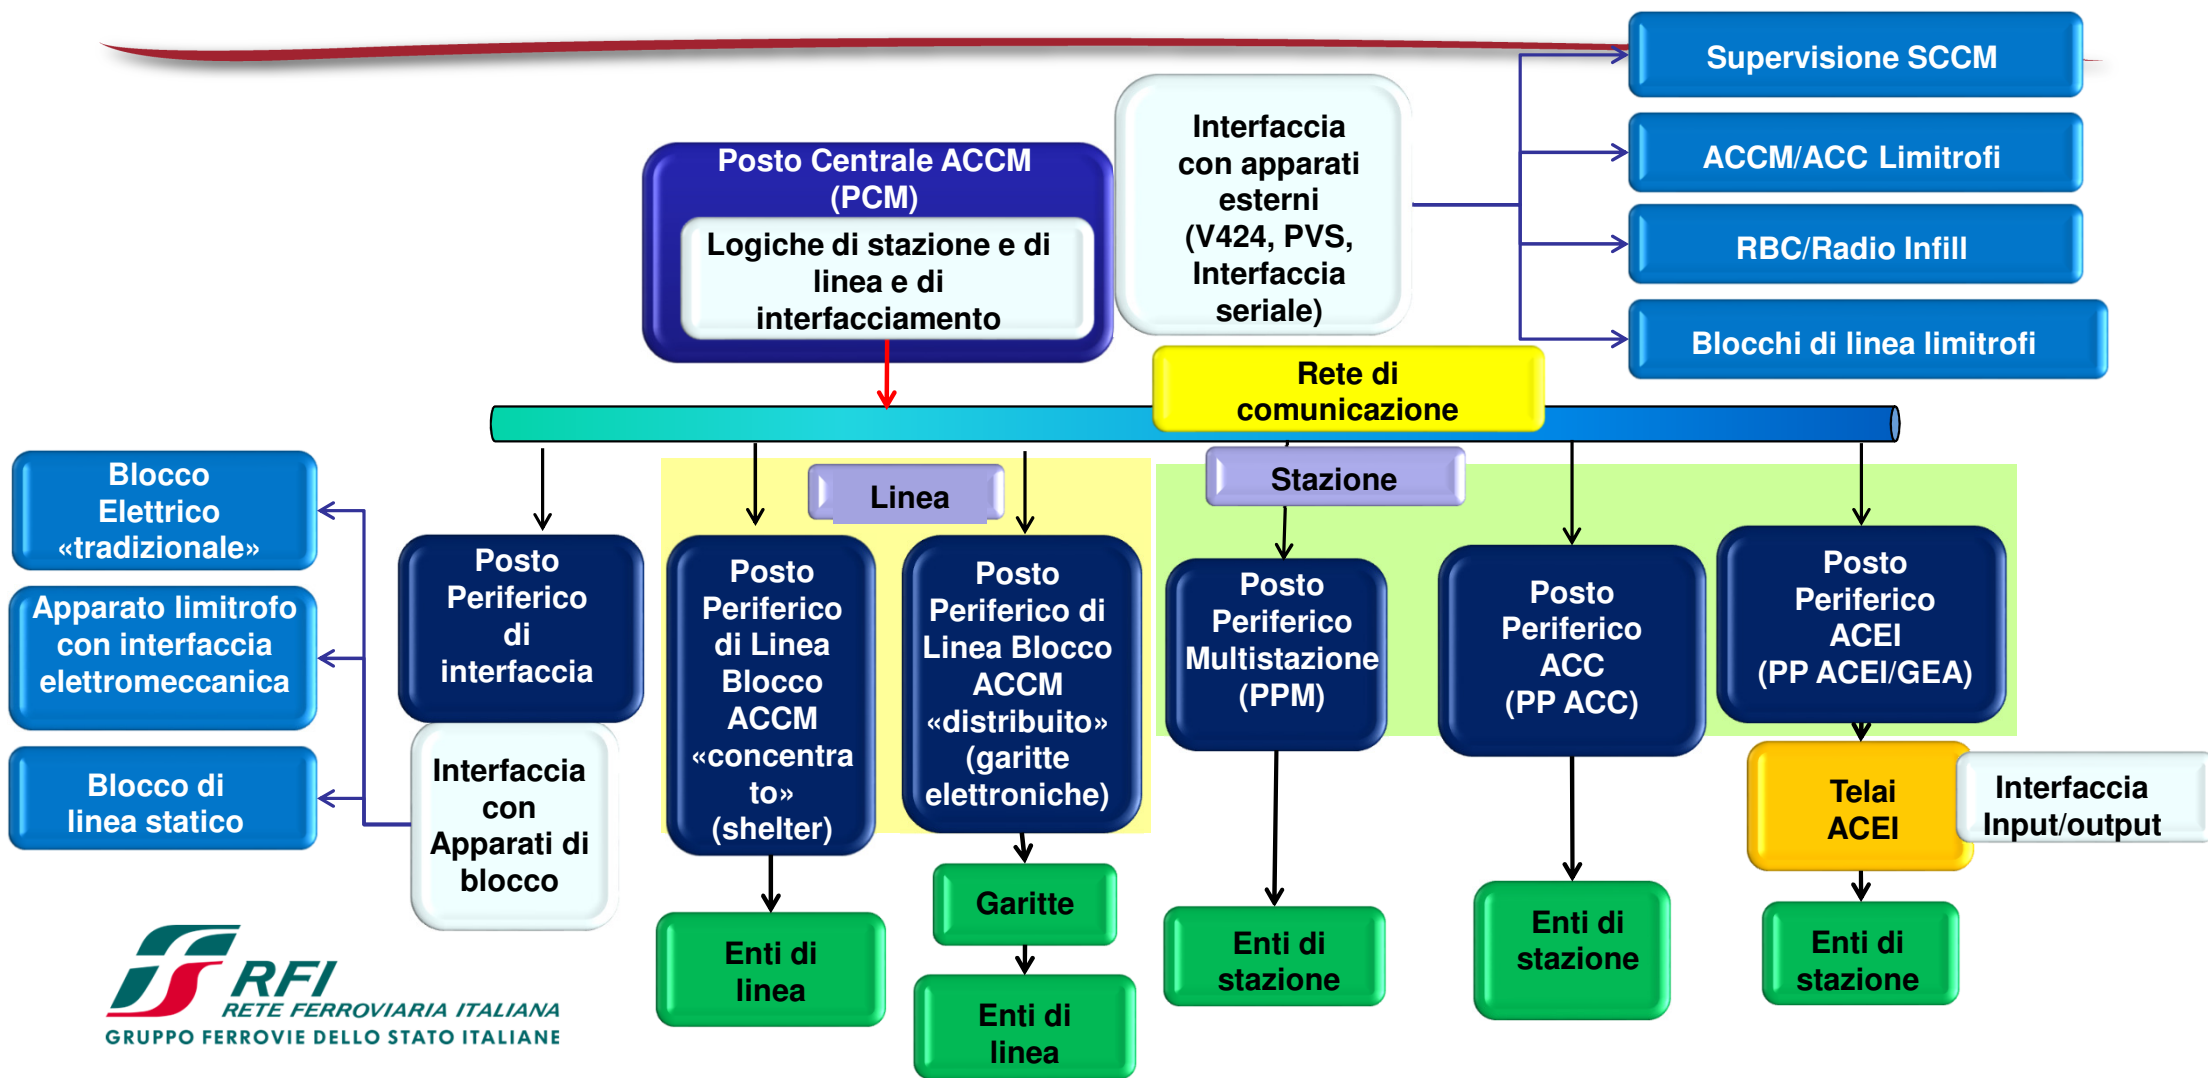 Supervisione SCCM
ACCM/ACC Limitrofi
RBC/Radio Infill
Blocchi di linea limitrofi
Interfaccia
con apparati
esterni
(V424, PVS,
Interfaccia
seriale)
Posto Centrale ACCM
(PCM)
Logiche di stazione e di
linea e di
interfacciamento
Rete di
comunicazione
Linea
Stazione
Blocco
Elettrico
«tradizionale»
Apparato limitrofo
con interfaccia
elettromeccanica
Blocco di
linea statico
Posto
Periferico
di
interfaccia
Interfaccia
con
Apparati di
blocco
Posto
Periferico
di Linea
Blocco
ACCM
«concentra
to»
(shelter)
Enti di
linea
Posto
Periferico di
Linea Blocco
ACCM
«distribuito»
(garitte
elettroniche)
Garitte
Enti di
linea
Posto
Periferico
Multistazione
(PPM)
Enti di
stazione
Posto
Periferico
ACC
(PP ACC)
Enti di
stazione
Posto
Periferico
ACEI
(PP ACEI/GEA)
Telai
ACEI
Interfaccia
Input/output
Enti di
stazione
RFI
RETE FERROVIARIA ITALIANA
GRUPPO FERROVIE DELLO STATO ITALIANE